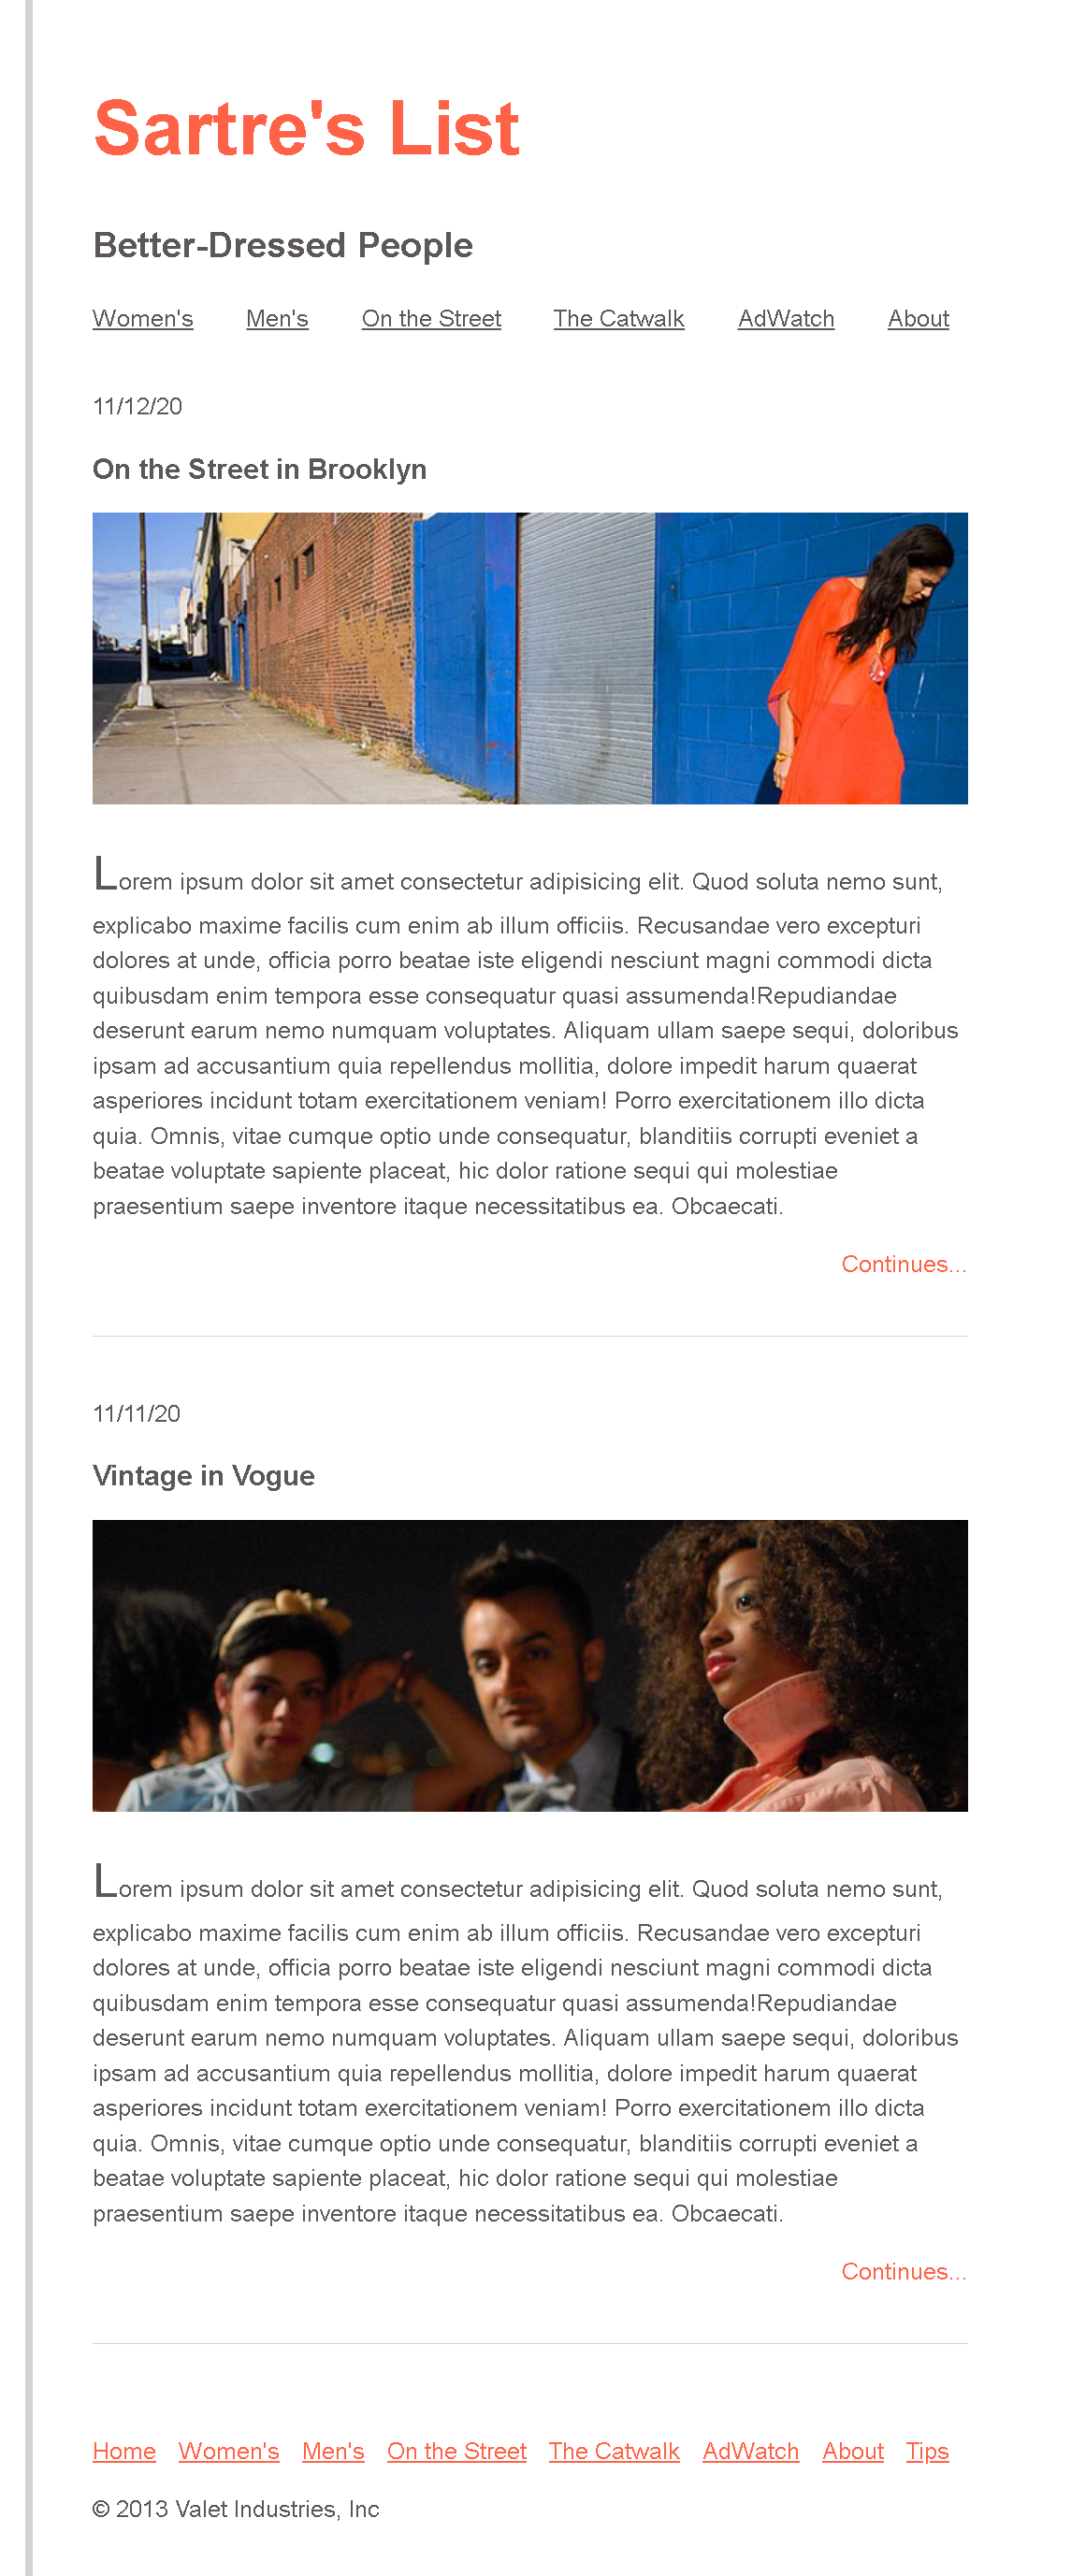 Sartre's List
Better-Dressed People
Women's Men's On the Street The Catwalk AdWatch About
11/12/20
On the Street in Brooklyn
Lorem ipsum dolor sit amet consectetur adipisicing elit. Quod soluta nemo sunt,
explicabo maxime facilis cum enim ab illum officiis. Recusandae vero excepturi
dolores at unde, officia porro beatae iste eligendi nesciunt magni commodi dicta
quibusdam enim tempora esse consequatur quasi assumenda!Repudiandae
deserunt earum nemo numquam voluptates. Aliquam ullam saepe sequi, doloribus
ipsam ad accusantium quia repellendus mollitia, dolore impedit harum quaerat
asperiores incidunt totam exercitationem veniam! Porro exercitationem illo dicta
quia. Omnis, vitae cumque optio unde consequatur, blanditiis corrupti eveniet a
beatae voluptate sapiente placeat, hic dolor ratione sequi qui molestiae
praesentium saepe inventore itaque necessitatibus ea. Obcaecati.
Continues...
11/11/20
Vintage in Vogue
Lorem ipsum dolor sit amet consectetur adipisicing elit. Quod soluta nemo sunt,
explicabo maxime facilis cum enim ab illum officiis. Recusandae vero excepturi
dolores at unde, officia porro beatae iste eligendi nesciunt magni commodi dicta
quibusdam enim tempora esse consequatur quasi assumenda!Repudiandae
deserunt earum nemo numquam voluptates. Aliquam ullam saepe sequi, doloribus
ipsam ad accusantium quia repellendus mollitia, dolore impedit harum quaerat
asperiores incidunt totam exercitationem veniam! Porro exercitationem illo dicta
quia. Omnis, vitae cumque optio unde consequatur, blanditiis corrupti eveniet a
beatae voluptate sapiente placeat, hic dolor ratione sequi qui molestiae
praesentium saepe inventore itaque necessitatibus ea. Obcaecati.
Continues...
Home Women's Men's On the Street The Catwalk AdWatch About Tips
© 2013 Valet Industries, Inc